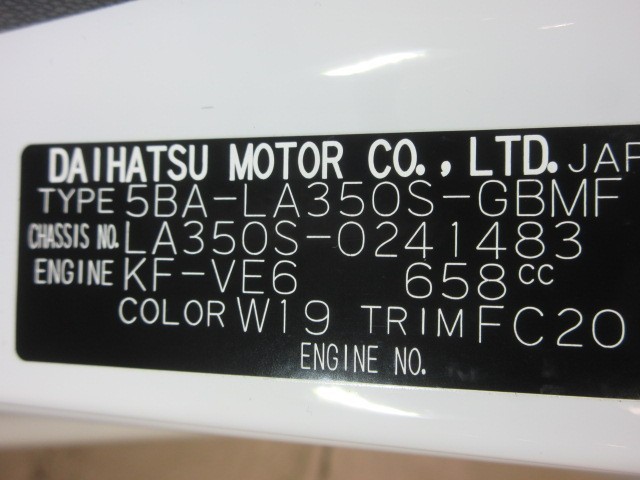 DAIHATSU MOTOR CO., LTD. JAP
TYPE 5BA-LA350S-GBMF
CHASSIS NO. LA350S-0241483
ENGINE KF-VE6 658cc
COLOR W19 TRIM FC20
ENGINE NO.